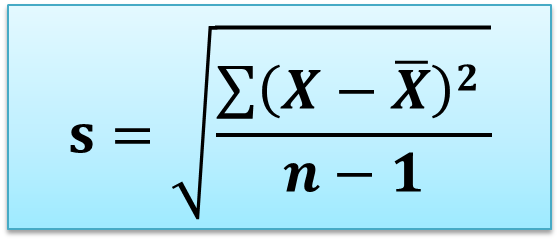 s = √(∑(X − X̅)² / (n − 1))